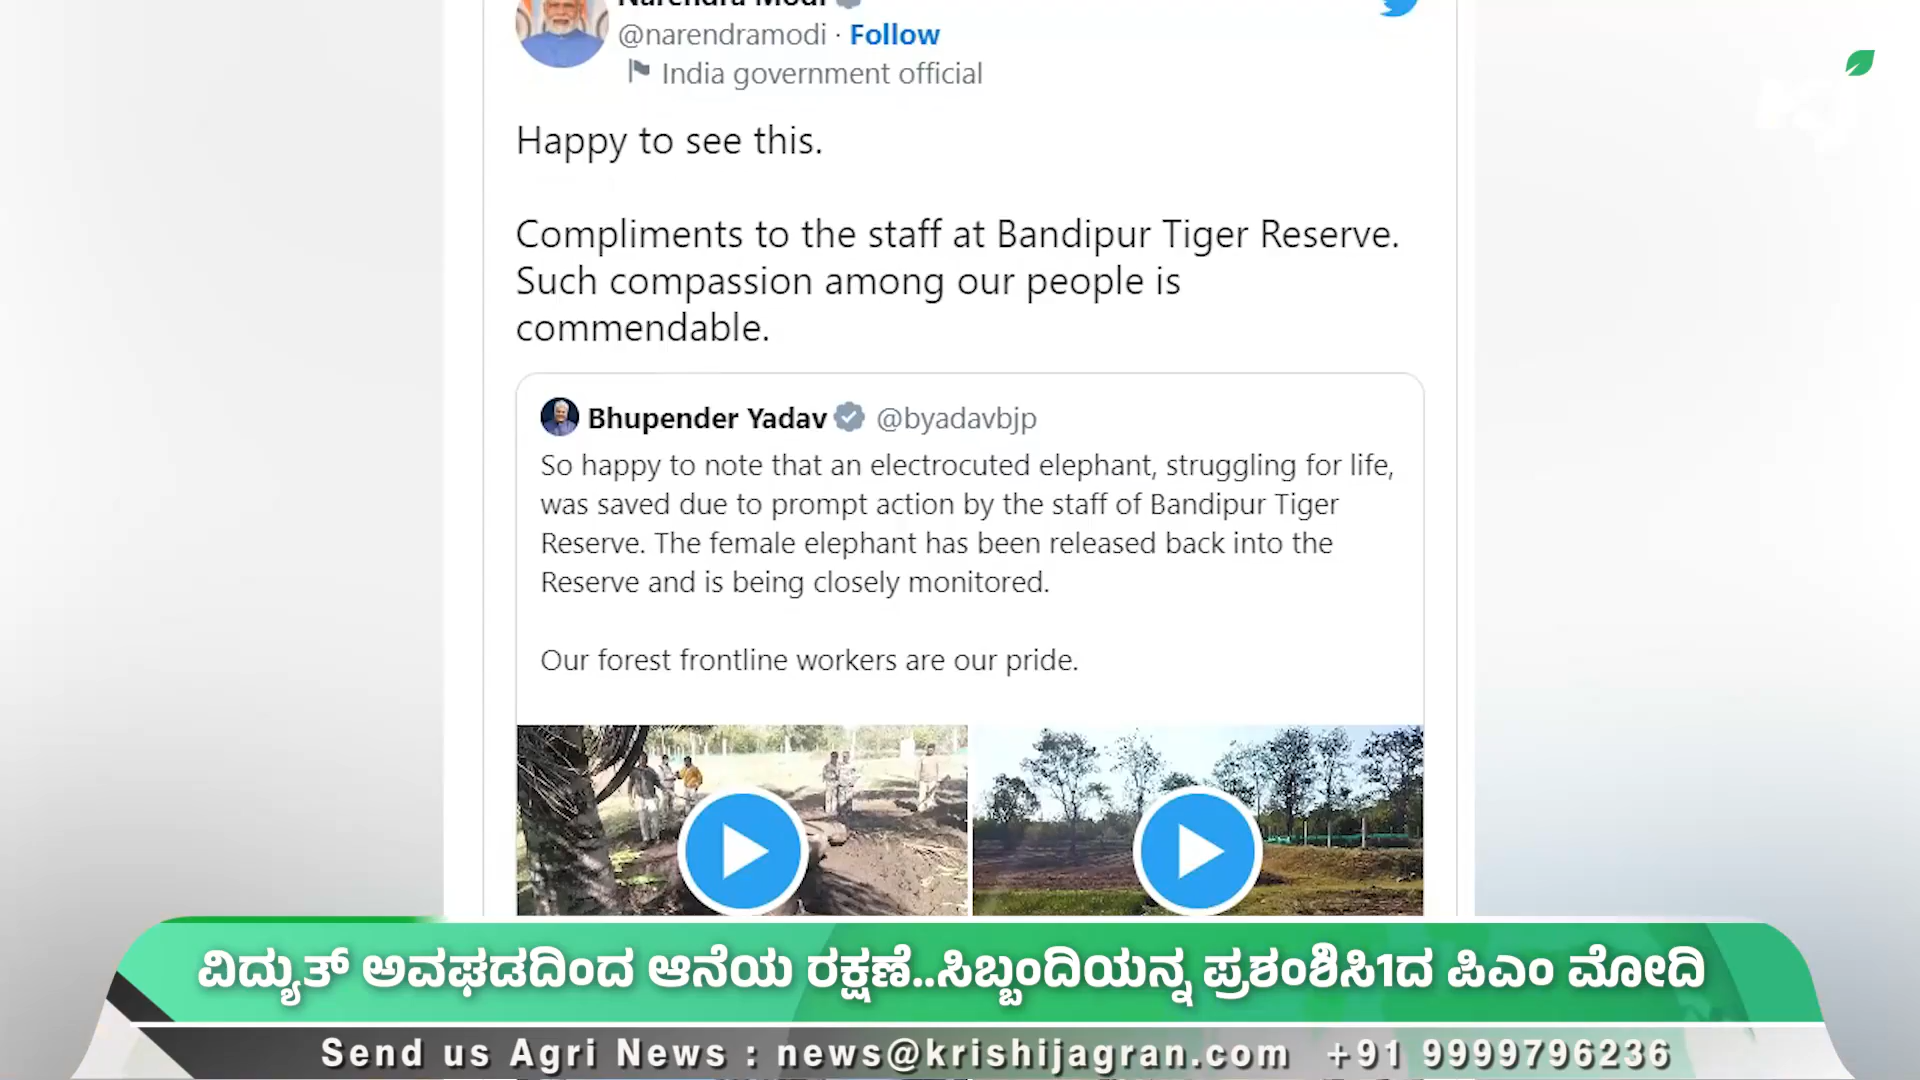 Narendra Modi
@narendramodi · Follow
India government official
Happy to see this.
Compliments to the staff at Bandipur Tiger Reserve.
Such compassion among our people is
commendable.
Bhupender Yadav @byadavbjp
So happy to note that an electrocuted elephant, struggling for life,
was saved due to prompt action by the staff of Bandipur Tiger
Reserve. The female elephant has been released back into the
Reserve and is being closely monitored.
Our forest frontline workers are our pride.
ವಿದ್ಯುತ್ ಅವಘಡದಿಂದ ಆನೆಯ ರಕ್ಷಣೆ..ಸಿಬ್ಬಂದಿಯನ್ನ ಪ್ರಶಂಶಿಸಿ1ದ ಪಿಎಂ ಮೋದಿ
Send us Agri News : news@krishijagran.com +91 9999796236